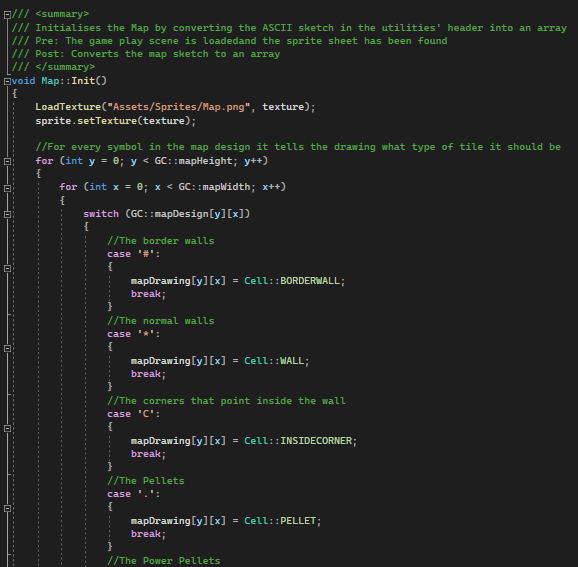 /// <summary>
/// Initialises the Map by converting the ASCII sketch in the utilities' header into an array
/// Pre: The game play scene is loadedand the sprite sheet has been found
/// Post: Converts the map sketch to an array
/// </summary>
void Map::Init()
{
LoadTexture("Assets/Sprites/Map.png", texture);
sprite.setTexture(texture);
//For every symbol in the map design it tells the drawing what type of tile it should be
for (int y = 0; y < GC::mapHeight; y++)
{
for (int x = 0; x < GC::mapWidth; x++)
{
switch (GC::mapDesign[y][x])
{
//The border walls
case '#':
{
mapDrawing[y][x] = Cell::BORDERWALL;
break;
}
//The normal walls
case '*':
{
mapDrawing[y][x] = Cell::WALL;
break;
}
//The corners that point inside the wall
case 'C':
{
mapDrawing[y][x] = Cell::INSIDECORNER;
break;
}
//The Pellets
case '.':
{
mapDrawing[y][x] = Cell::PELLET;
break;
}
//The Power Pellets